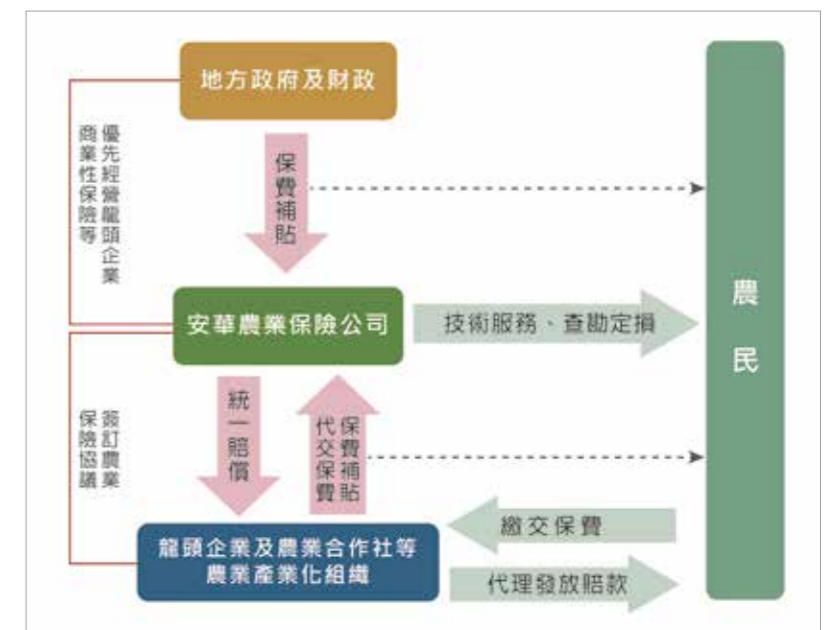 地方政府及財政
優先經營龍頭企業
商業性保險等
保費補貼
安華農業保險公司
技術服務、查勘定損
農民
簽訂農業
保險協議
統一賠償
保費補貼
代交保費
龍頭企業及農業合作社等
農業產業化組織
繳交保費
代理發放賠款